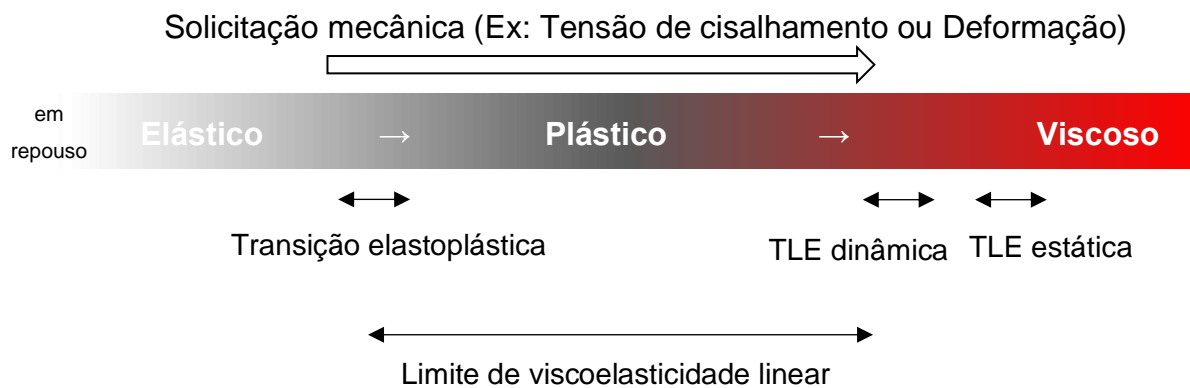 Solicitação mecânica (Ex: Tensão de cisalhamento ou Deformação)
em
repouso
Elástico → Plástico → Viscoso
Transição elastoplástica
TLE dinâmica
TLE estática
Limite de viscoelasticidade linear